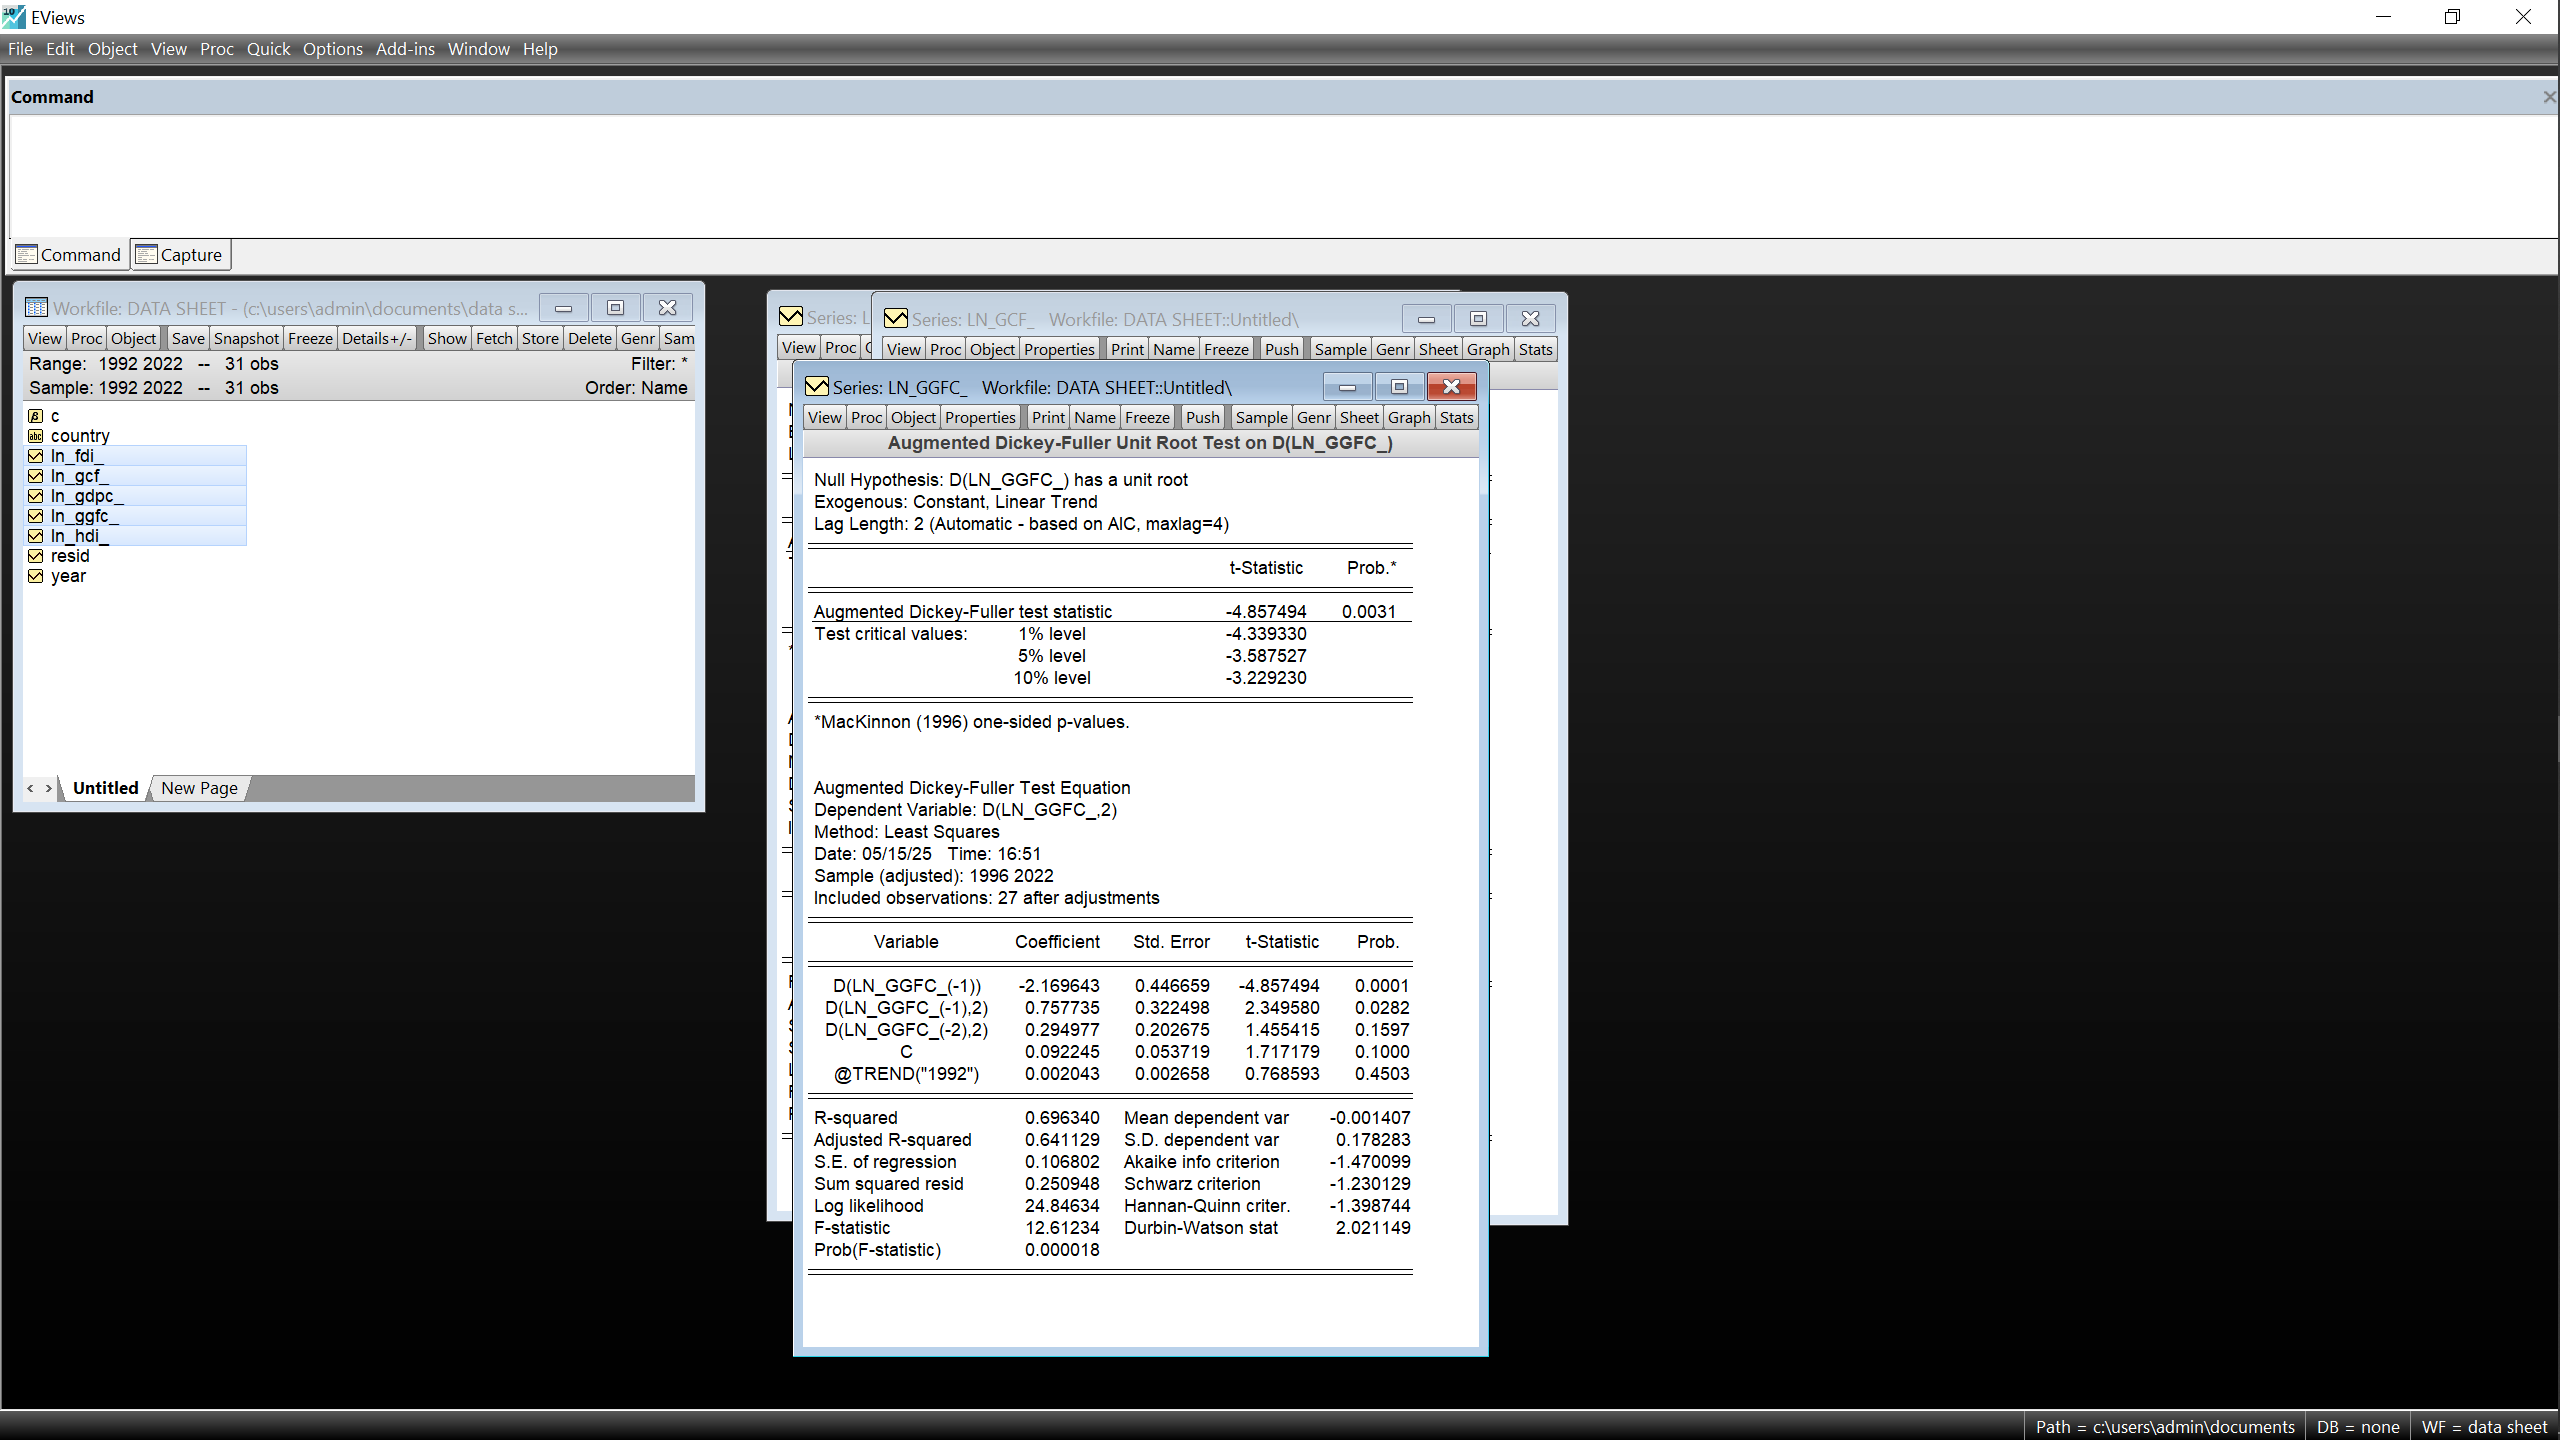 EViews
File Edit Object View Proc Quick Options Add-ins Window Help
Command
Command Capture
Workfile: DATA SHEET - (c:\users\admin\documents\data s...
View Proc Object Save Snapshot Freeze Details+/- Show Fetch Store Delete Genr Sam
Range: 1992 2022 -- 31 obs Filter: *
Sample: 1992 2022 -- 31 obs Order: Name
c
country
ln_fdi_
ln_gcf_
ln_gdpc_
ln_ggfc_
ln_hdi_
resid
year
Untitled New Page
Series: L
View Proc
Series: LN_GCF_ Workfile: DATA SHEET::Untitled\
View Proc Object Properties Print Name Freeze Push Sample Genr Sheet Graph Stats
Series: LN_GGFC_ Workfile: DATA SHEET::Untitled\
View Proc Object Properties Print Name Freeze Push Sample Genr Sheet Graph Stats
Augmented Dickey-Fuller Unit Root Test on D(LN_GGFC_)
Null Hypothesis: D(LN_GGFC_) has a unit root
Exogenous: Constant, Linear Trend
Lag Length: 2 (Automatic - based on AIC, maxlag=4)
t-Statistic Prob.*
Augmented Dickey-Fuller test statistic -4.857494 0.0031
Test critical values: 1% level -4.339330
5% level -3.587527
10% level -3.229230
*MacKinnon (1996) one-sided p-values.
Augmented Dickey-Fuller Test Equation
Dependent Variable: D(LN_GGFC_,2)
Method: Least Squares
Date: 05/15/25 Time: 16:51
Sample (adjusted): 1996 2022
Included observations: 27 after adjustments
Variable Coefficient Std. Error t-Statistic Prob.
D(LN_GGFC_(-1)) -2.169643 0.446659 -4.857494 0.0001
D(LN_GGFC_(-1),2) 0.757735 0.322498 2.349580 0.0282
D(LN_GGFC_(-2),2) 0.294977 0.202675 1.455415 0.1597
C 0.092245 0.053719 1.717179 0.1000
@TREND("1992") 0.002043 0.002658 0.768593 0.4503
R-squared 0.696340 Mean dependent var -0.001407
Adjusted R-squared 0.641129 S.D. dependent var 0.178283
S.E. of regression 0.106802 Akaike info criterion -1.470099
Sum squared resid 0.250948 Schwarz criterion -1.230129
Log likelihood 24.84634 Hannan-Quinn criter. -1.398744
F-statistic 12.61234 Durbin-Watson stat 2.021149
Prob(F-statistic) 0.000018
Path = c:\users\admin\documents DB = none WF = data sheet